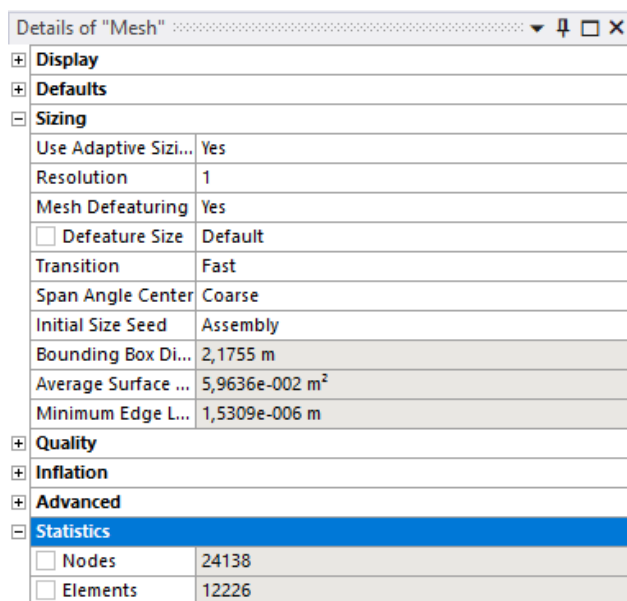 Details of "Mesh"
Display
Defaults
Sizing
Use Adaptive Sizi... Yes
Resolution 1
Mesh Defeaturing Yes
Defeature Size Default
Transition Fast
Span Angle Center Coarse
Initial Size Seed Assembly
Bounding Box Di... 2,1755 m
Average Surface ... 5,9636e-002 m²
Minimum Edge L... 1,5309e-006 m
Quality
Inflation
Advanced
Statistics
Nodes 24138
Elements 12226